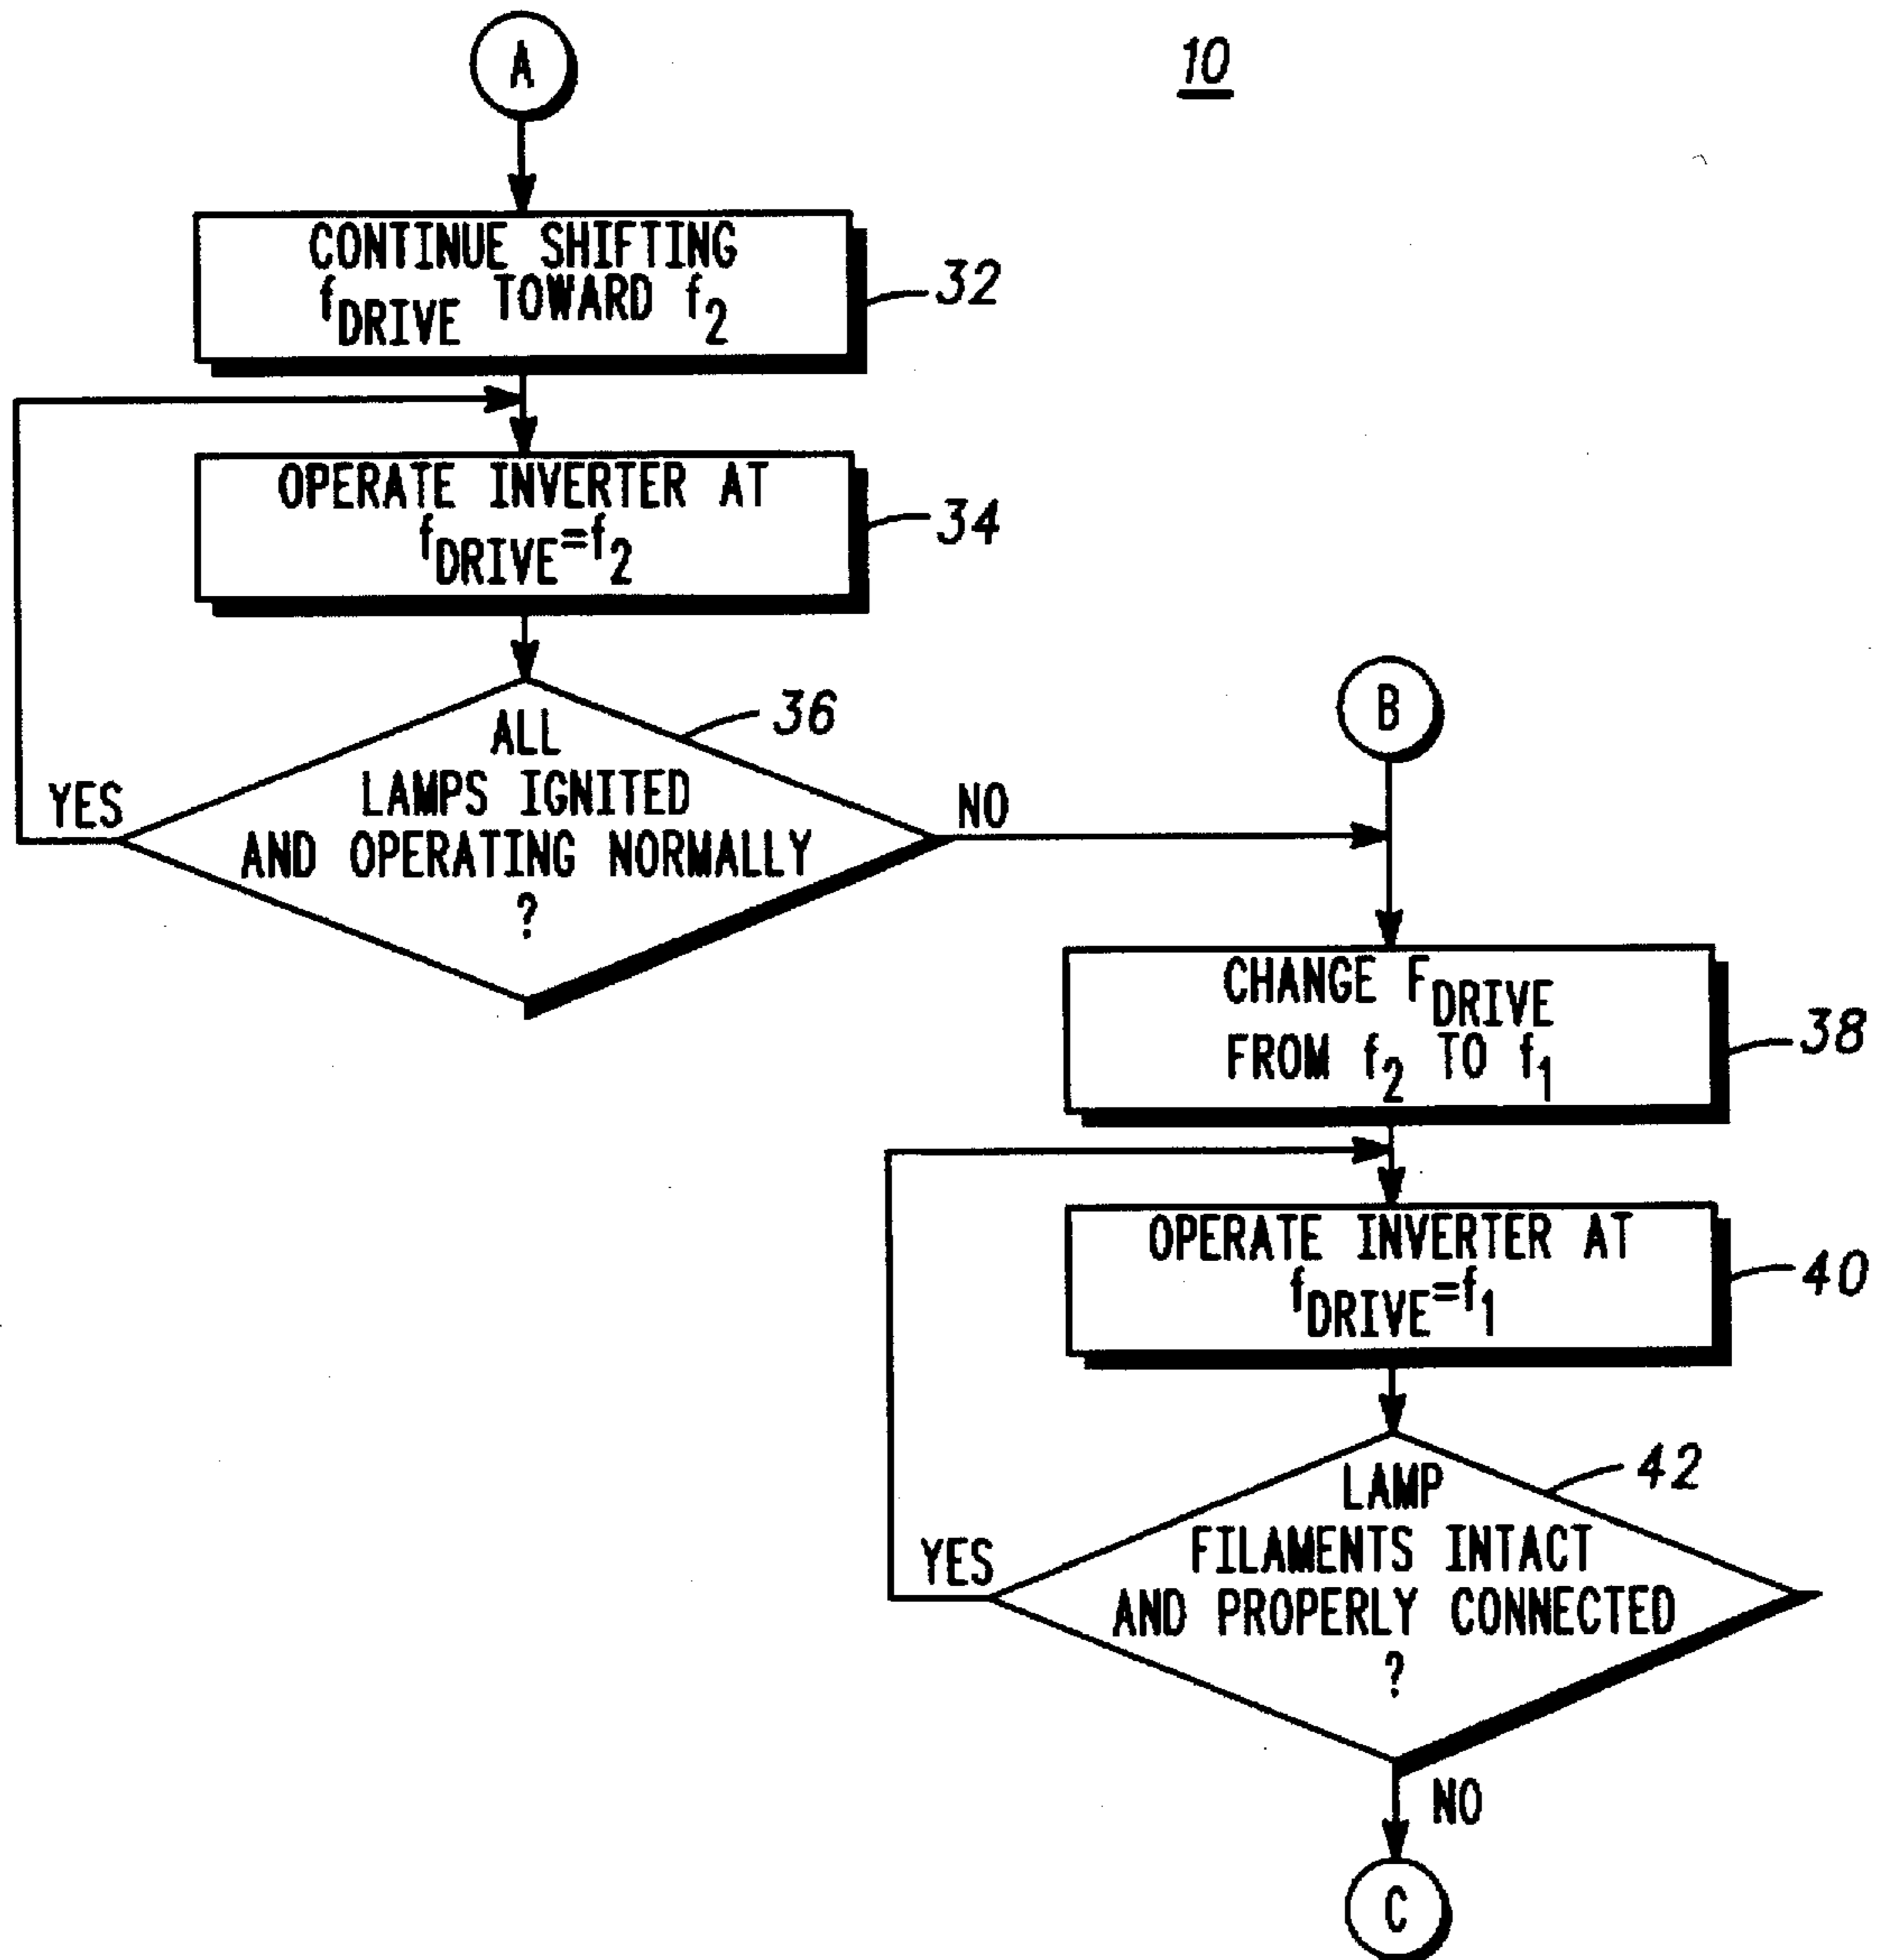 10
A
CONTINUE SHIFTING
fDRIVE TOWARD f2
32
OPERATE INVERTER AT
fDRIVE=f2
34
ALL
LAMPS IGNITED
AND OPERATING NORMALLY
?
36
YES
NO
B
CHANGE FDRIVE
FROM f2 TO f1
38
OPERATE INVERTER AT
fDRIVE=f1
40
LAMP
FILAMENTS INTACT
AND PROPERLY CONNECTED
?
42
YES
NO
C